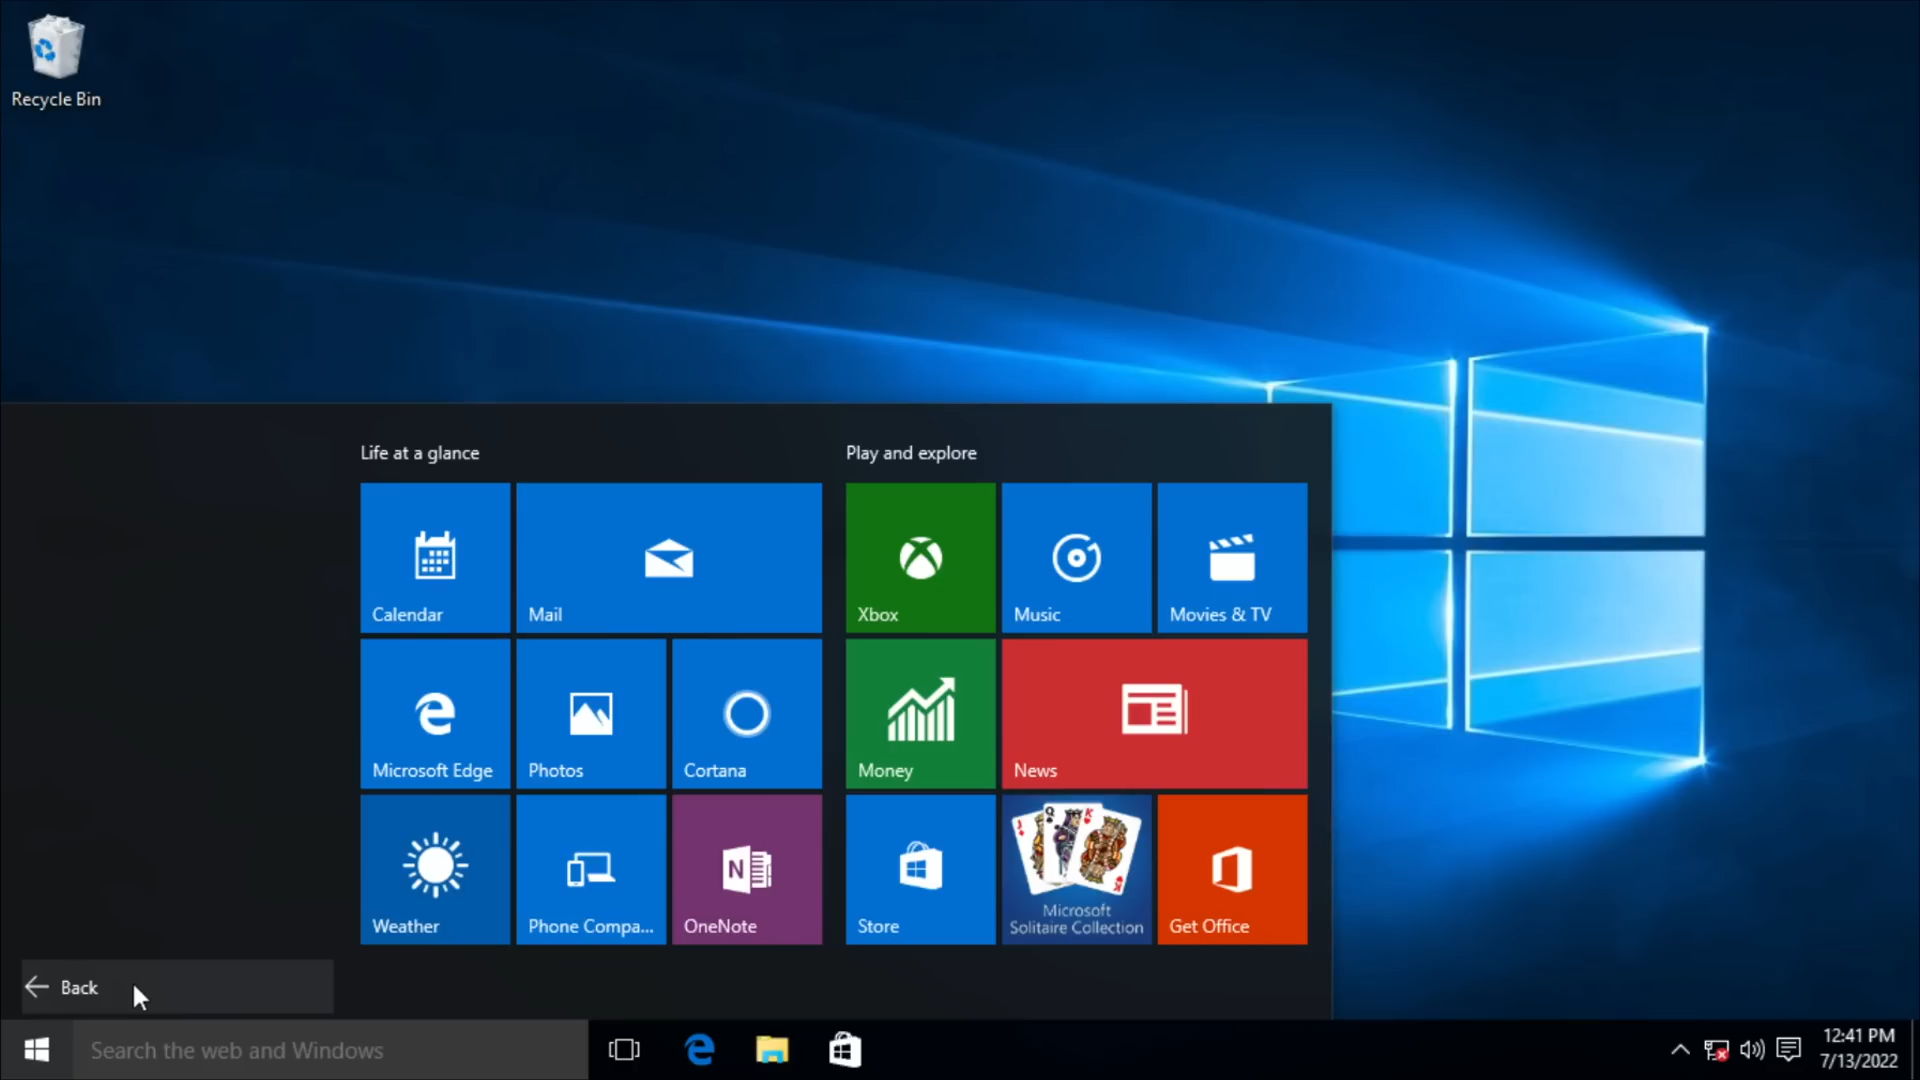 Recycle Bin
Life at a glance
Play and explore
Calendar
Mail
Xbox
Music
Movies & TV
Microsoft Edge
Photos
Cortana
Money
News
Weather
Phone Compa...
OneNote
Store
Microsoft
Solitaire Collection
Get Office
Back
Search the web and Windows
12:41 PM
7/13/2022